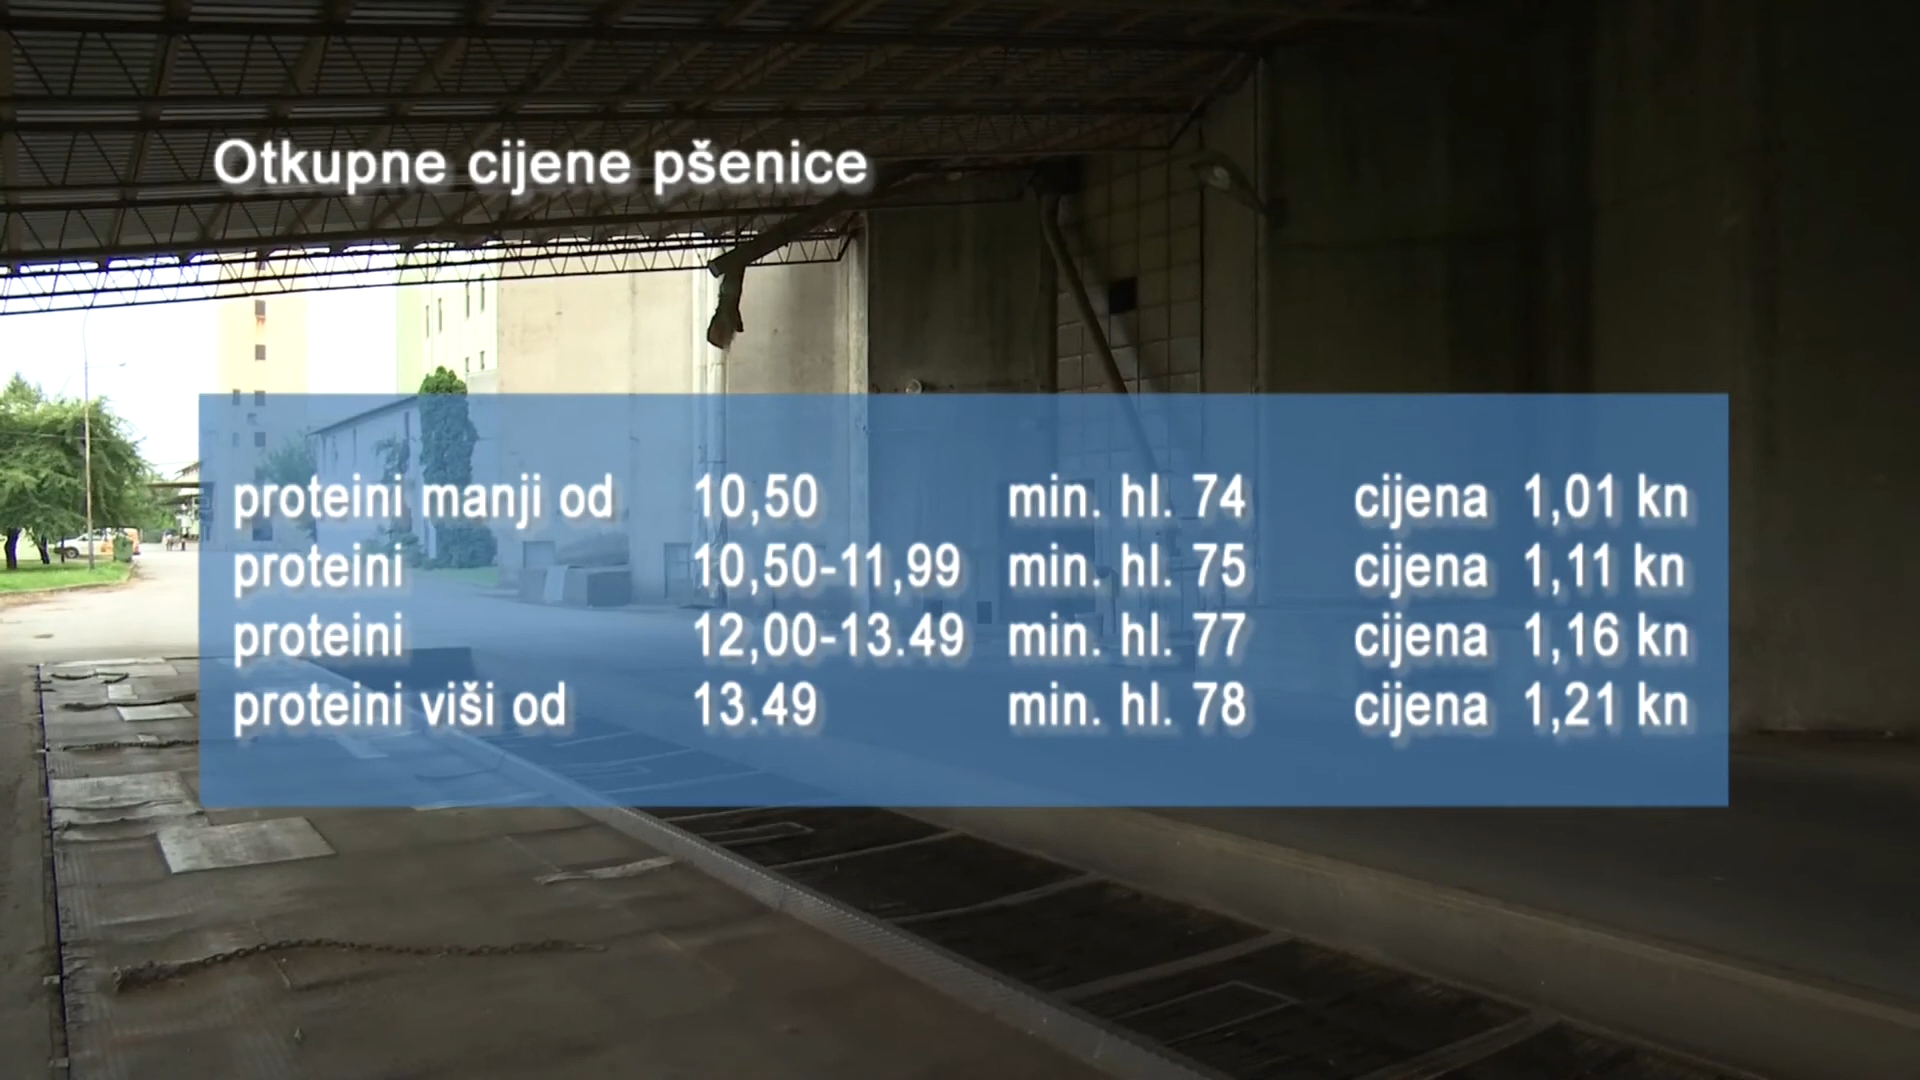 Otkupne cijene pšenice
proteini manji od 10,50 min. hl. 74 cijena 1,01 kn
proteini 10,50-11,99 min. hl. 75 cijena 1,11 kn
proteini 12,00-13.49 min. hl. 77 cijena 1,16 kn
proteini viši od 13.49 min. hl. 78 cijena 1,21 kn